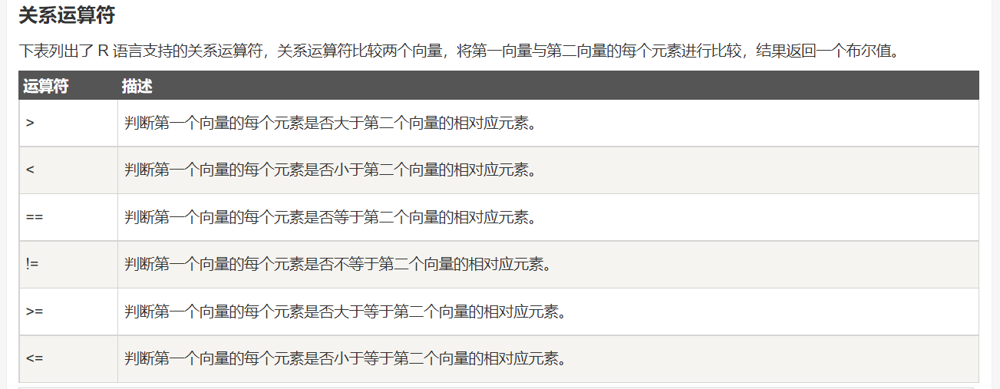 关系运算符
下表列出了 R 语言支持的关系运算符，关系运算符比较两个向量，将第一向量与第二向量的每个元素进行比较，结果返回一个布尔值。
运算符 描述
> 判断第一个向量的每个元素是否大于第二个向量的相对应元素。
< 判断第一个向量的每个元素是否小于第二个向量的相对应元素。
== 判断第一个向量的每个元素是否等于第二个向量的相对应元素。
!= 判断第一个向量的每个元素是否不等于第二个向量的相对应元素。
>= 判断第一个向量的每个元素是否大于等于第二个向量的相对应元素。
<= 判断第一个向量的每个元素是否小于等于第二个向量的相对应元素。